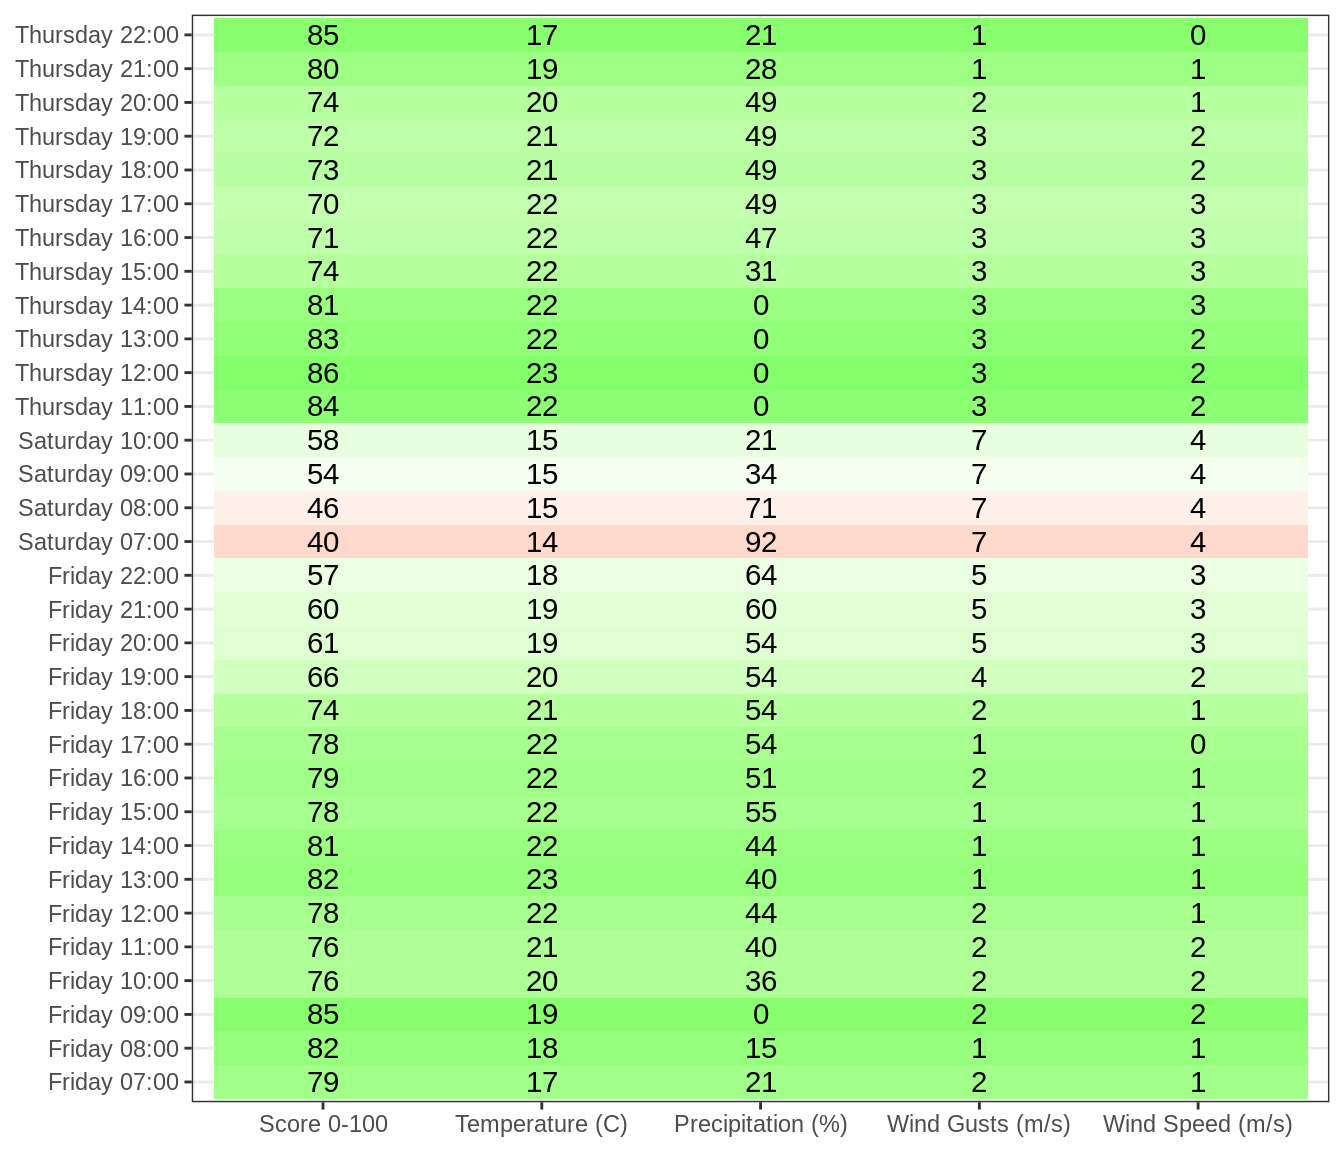 Thursday 22:00 85 17 21 1 0
Thursday 21:00 80 19 28 1 1
Thursday 20:00 74 20 49 2 1
Thursday 19:00 72 21 49 3 2
Thursday 18:00 73 21 49 3 2
Thursday 17:00 70 22 49 3 3
Thursday 16:00 71 22 47 3 3
Thursday 15:00 74 22 31 3 3
Thursday 14:00 81 22 0 3 3
Thursday 13:00 83 22 0 3 2
Thursday 12:00 86 23 0 3 2
Thursday 11:00 84 22 0 3 2
Saturday 10:00 58 15 21 7 4
Saturday 09:00 54 15 34 7 4
Saturday 08:00 46 15 71 7 4
Saturday 07:00 40 14 92 7 4
Friday 22:00 57 18 64 5 3
Friday 21:00 60 19 60 5 3
Friday 20:00 61 19 54 5 3
Friday 19:00 66 20 54 4 2
Friday 18:00 74 21 54 2 1
Friday 17:00 78 22 54 1 0
Friday 16:00 79 22 51 2 1
Friday 15:00 78 22 55 1 1
Friday 14:00 81 22 44 1 1
Friday 13:00 82 23 40 1 1
Friday 12:00 78 22 44 2 1
Friday 11:00 76 21 40 2 2
Friday 10:00 76 20 36 2 2
Friday 09:00 85 19 0 2 2
Friday 08:00 82 18 15 1 1
Friday 07:00 79 17 21 2 1
Score 0-100 Temperature (C) Precipitation (%) Wind Gusts (m/s) Wind Speed (m/s)